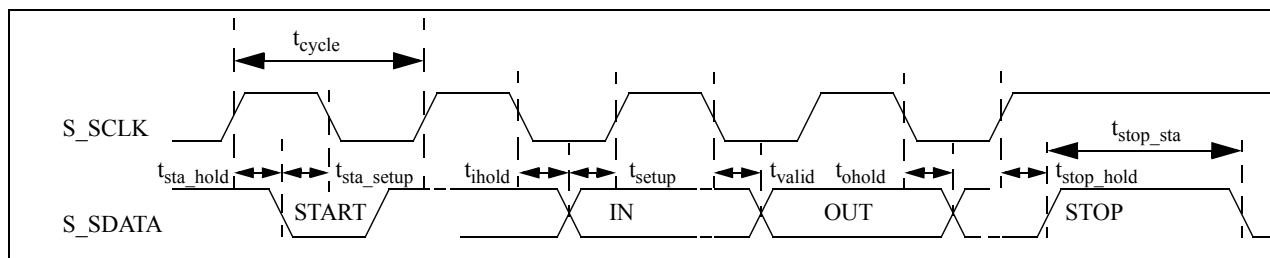 t_cycle
S_SCLK
t_stop_sta
t_sta_hold t_sta_setup t_ihold t_setup t_valid t_ohold t_stop_hold
START IN OUT STOP
S_SDATA